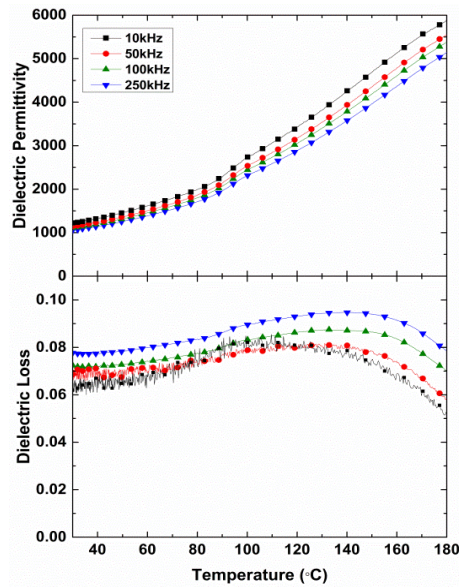 6000
10kHz
50kHz
100kHz
250kHz
5000
4000
3000
2000
1000
0
Dielectric Permittivity
0.10
0.08
0.06
0.04
0.02
0.00
Dielectric Loss
40 60 80 100 120 140 160 180
Temperature (◦C)